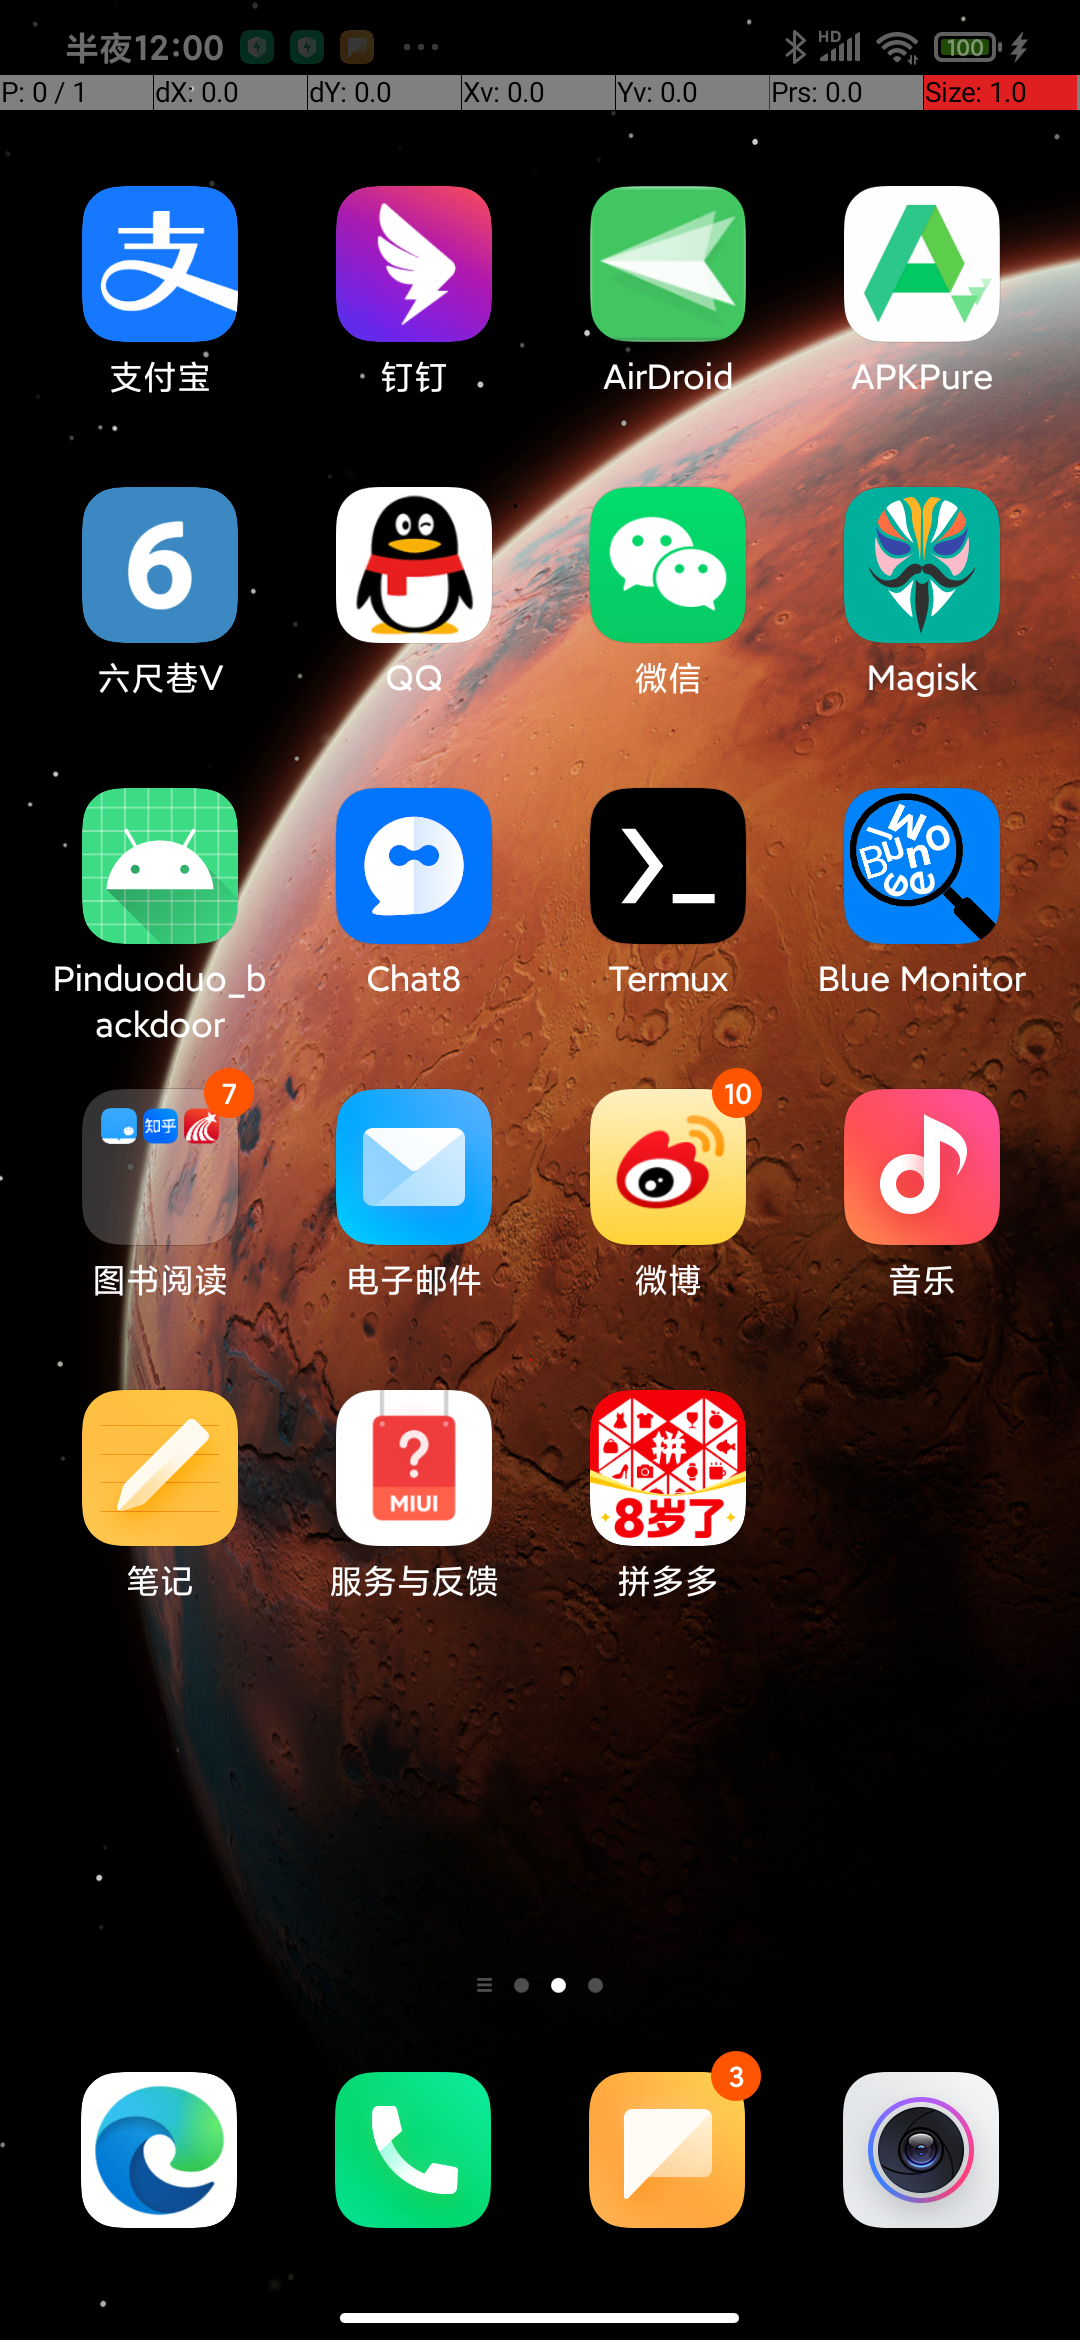 半夜12:00
HD
100
P: 0 / 1
dX: 0.0
dY: 0.0
Xv: 0.0
Yv: 0.0
Prs: 0.0
Size: 1.0
支
支付宝
钉钉
AirDroid
APKPure
6
六尺巷V
QQ
微信
Magisk
Pinduoduo_b
ackdoor
Chat8
Termux
Blue Monitor
7
知乎
图书阅读
电子邮件
10
微博
音乐
笔记
?
MIUI
服务与反馈
拼
8岁了
拼多多
3